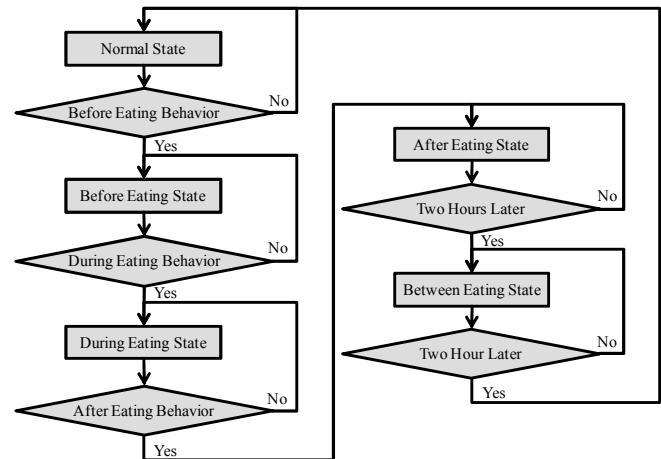 Normal State
Before Eating Behavior
No
Yes
Before Eating State
During Eating Behavior
No
Yes
During Eating State
After Eating Behavior
No
Yes
After Eating State
Two Hours Later
No
Yes
Between Eating State
Two Hour Later
No
Yes